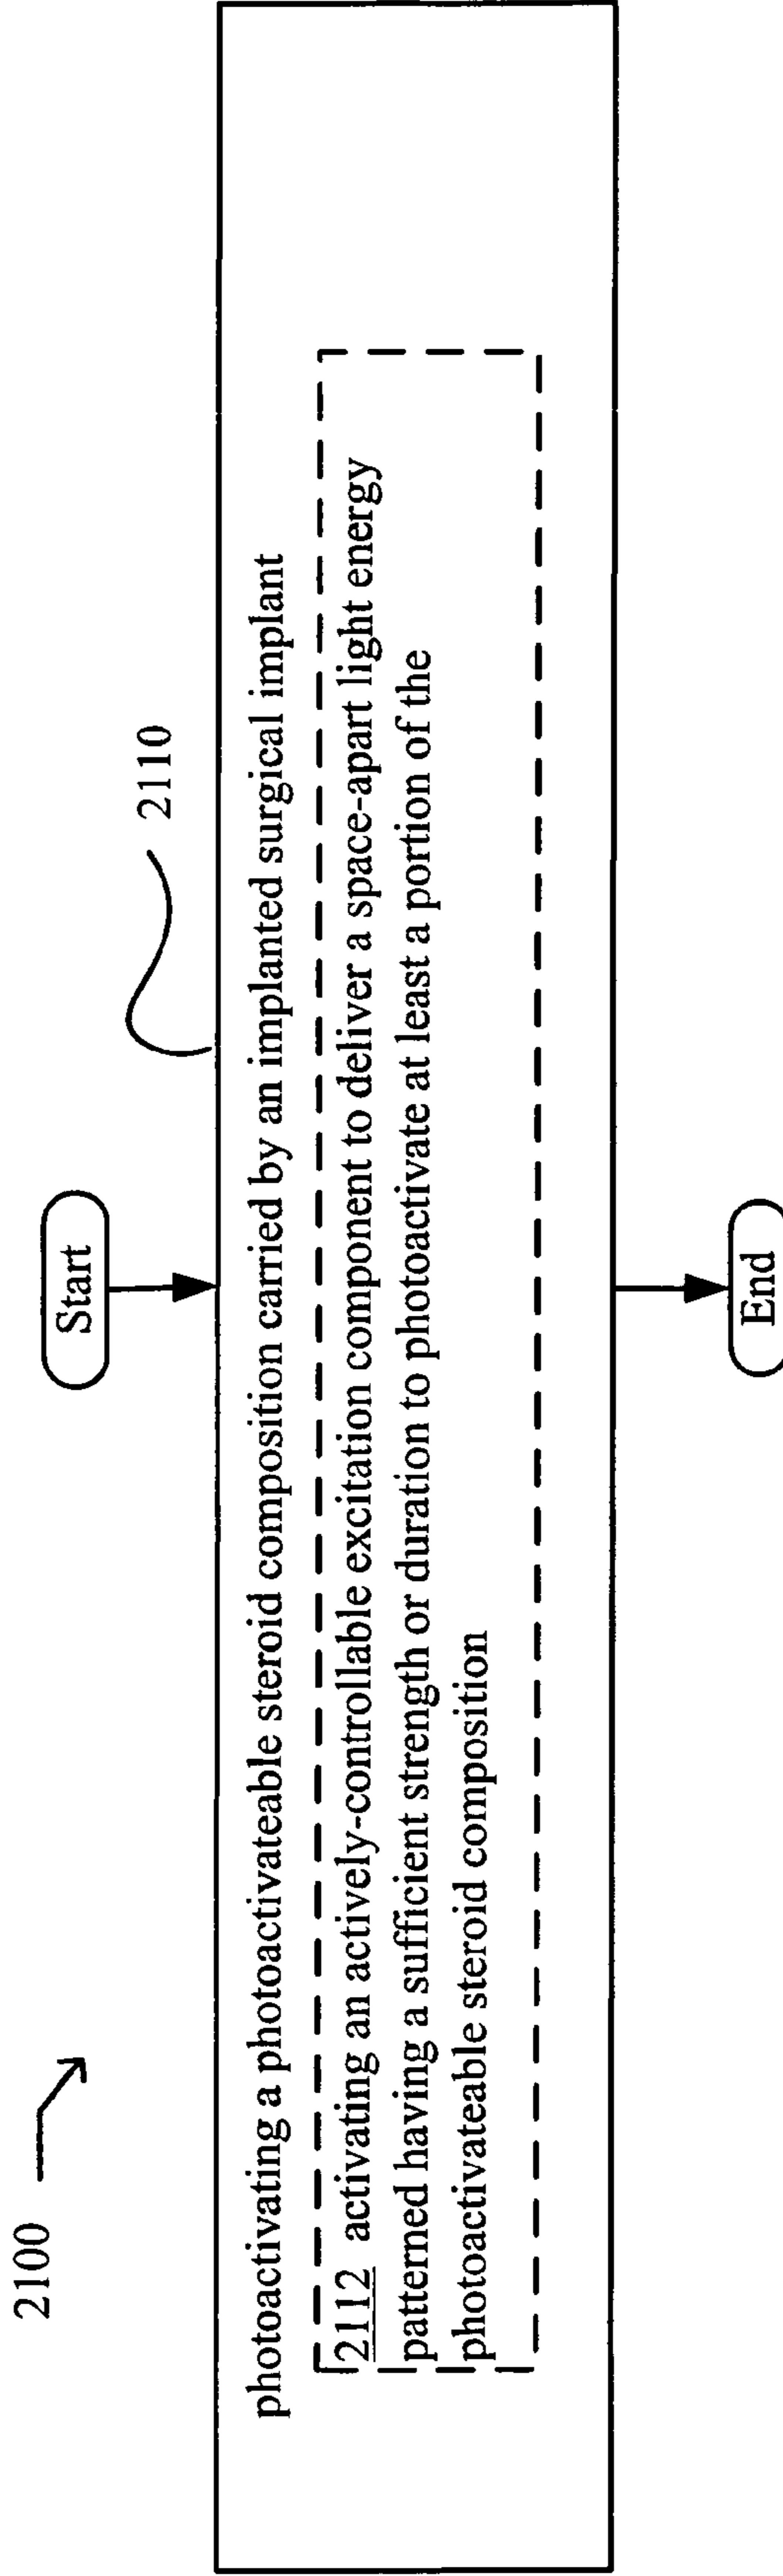 2100
Start
2110
photoactivating a photoactivateable steroid composition carried by an implanted surgical implant
2112 activating an actively-controllable excitation component to deliver a space-apart light energy
patterned having a sufficient strength or duration to photoactivate at least a portion of the
photoactivateable steroid composition
End